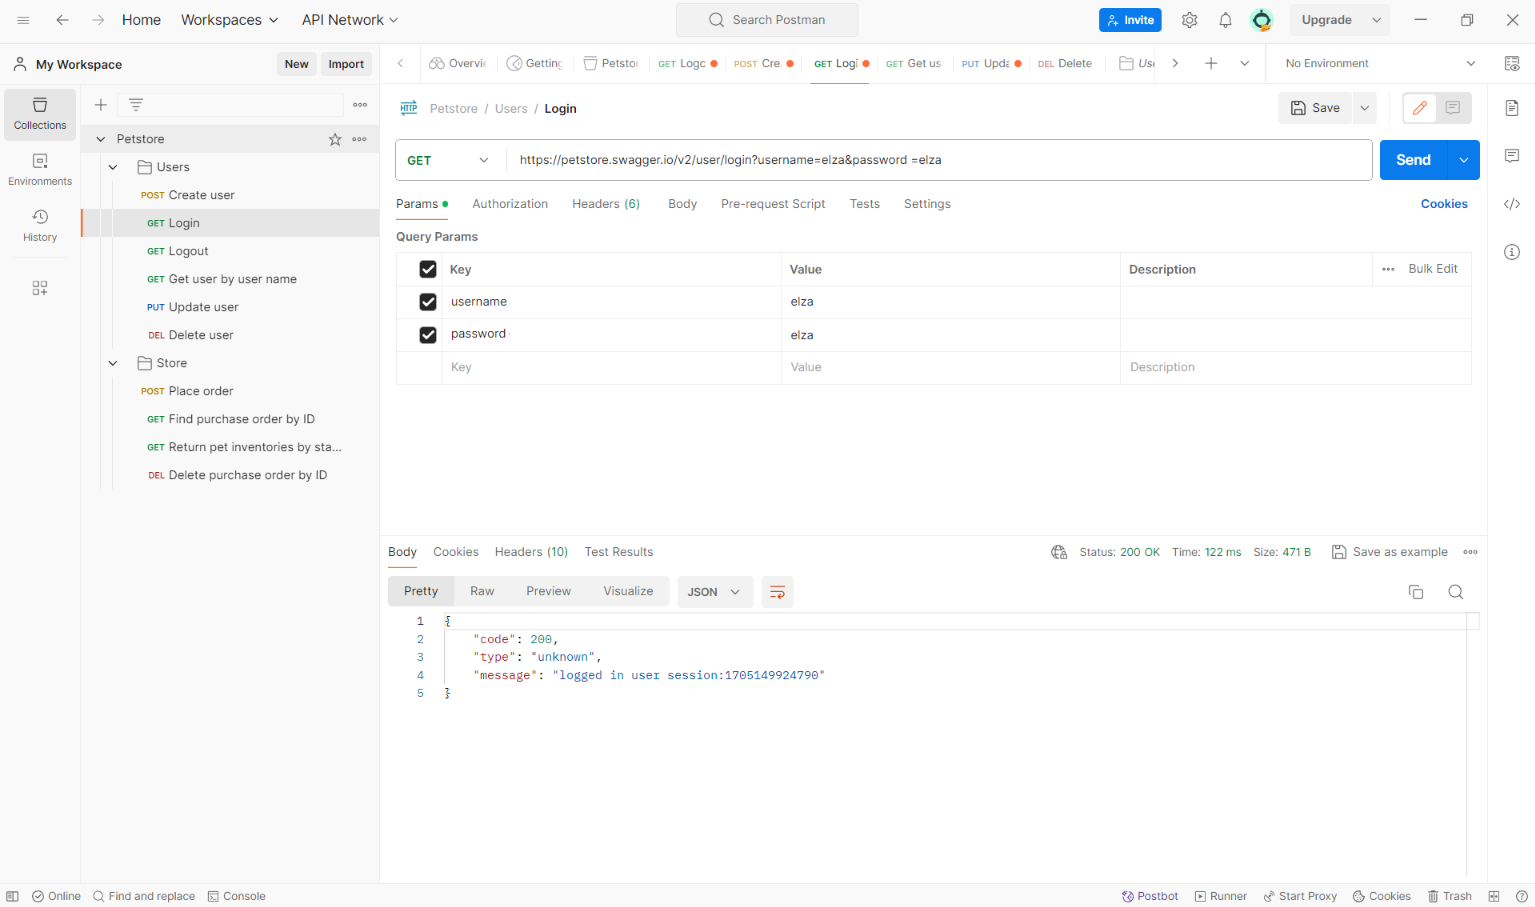 Home Workspaces API Network Search Postman Invite Upgrade
My Workspace New Import Overvi Getting Petstor GET Logo POST Cre GET Logi GET Get us PUT Upda DEL Delete Use No Environment
Collections
Environments
History
Petstore
Users
POST Create user
GET Login
GET Logout
GET Get user by user name
PUT Update user
DEL Delete user
Store
POST Place order
GET Find purchase order by ID
GET Return pet inventories by sta...
DEL Delete purchase order by ID
HTTP Petstore / Users / Login Save
GET https://petstore.swagger.io/v2/user/login?username=elza&password =elza Send
Params Authorization Headers (6) Body Pre-request Script Tests Settings Cookies
Query Params
Key Value Description Bulk Edit
username elza
password elza
Key Value Description
Body Cookies Headers (10) Test Results Status: 200 OK Time: 122 ms Size: 471 B Save as example
Pretty Raw Preview Visualize JSON
1 {
2 "code": 200,
3 "type": "unknown",
4 "message": "logged in user session:1705149924790"
5 }
Online Find and replace Console Postbot Runner Start Proxy Cookies Trash